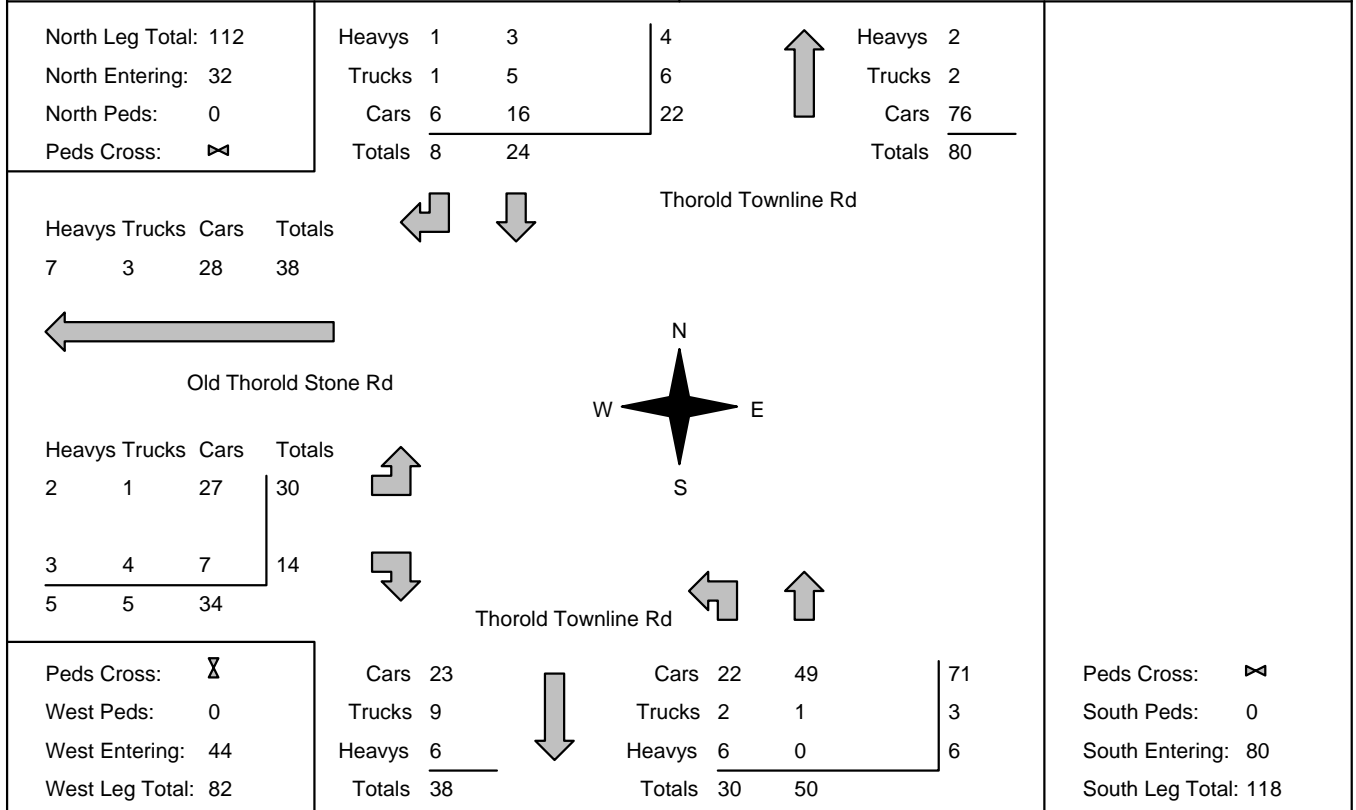 North Leg Total: 112
North Entering: 32
North Peds: 0
Peds Cross: ⋈
Heavys 1 3 4
Trucks 1 5 6
Cars 6 16 22
Totals 8 24
Heavys 2
Trucks 2
Cars 76
Totals 80
Thorold Townline Rd
Heavys Trucks Cars Totals
7 3 28 38
Old Thorold Stone Rd
N
W E
S
Heavys Trucks Cars Totals
2 1 27 30
3 4 7 14
5 5 34
Thorold Townline Rd
Peds Cross: ⧖
West Peds: 0
West Entering: 44
West Leg Total: 82
Cars 23
Trucks 9
Heavys 6
Totals 38
Cars 22 49 71
Trucks 2 1 3
Heavys 6 0 6
Totals 30 50
Peds Cross: ⋈
South Peds: 0
South Entering: 80
South Leg Total: 118